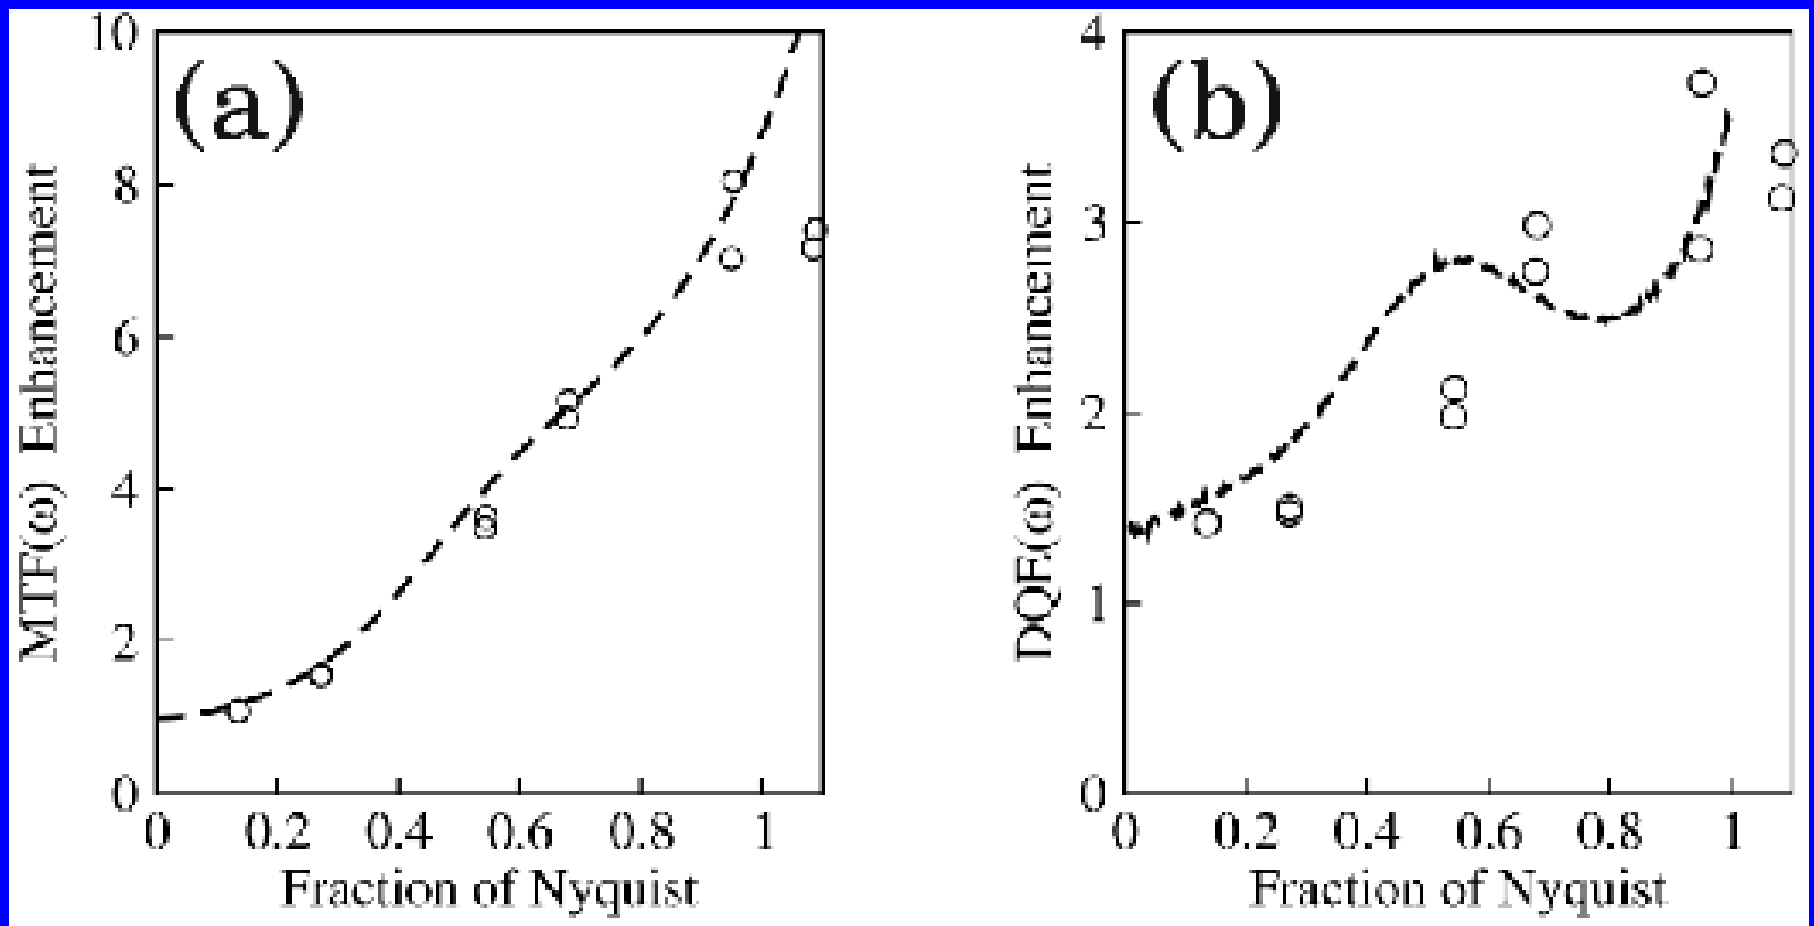 (a)
MTF(ω) Enhancement
10
8
6
4
2
0
0 0.2 0.4 0.6 0.8 1
Fraction of Nyquist
(b)
DQE(ω) Enhancement
4
3
2
1
0
0 0.2 0.4 0.6 0.8 1
Fraction of Nyquist